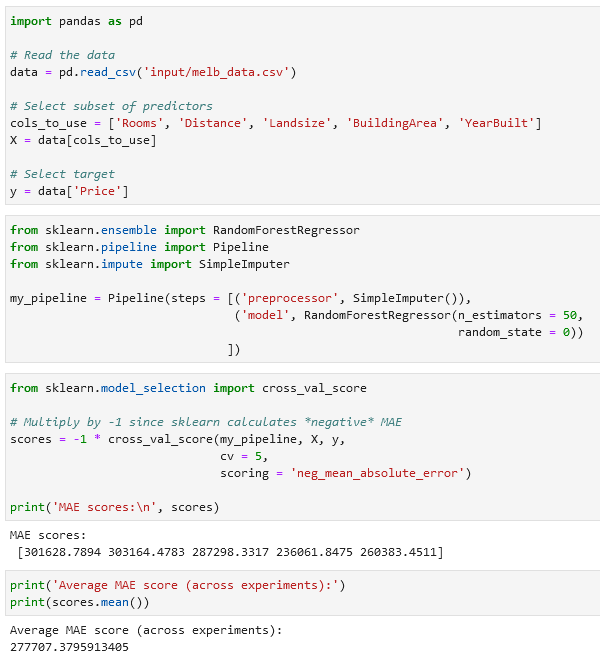 import pandas as pd
# Read the data
data = pd.read_csv('input/melb_data.csv')
# Select subset of predictors
cols_to_use = ['Rooms', 'Distance', 'Landsize', 'BuildingArea', 'YearBuilt']
X = data[cols_to_use]
# Select target
y = data['Price']
from sklearn.ensemble import RandomForestRegressor
from sklearn.pipeline import Pipeline
from sklearn.impute import SimpleImputer
my_pipeline = Pipeline(steps = [('preprocessor', SimpleImputer()),
('model', RandomForestRegressor(n_estimators = 50,
random_state = 0))
])
from sklearn.model_selection import cross_val_score
# Multiply by -1 since sklearn calculates *negative* MAE
scores = -1 * cross_val_score(my_pipeline, X, y,
cv = 5,
scoring = 'neg_mean_absolute_error')
print('MAE scores:\n', scores)
MAE scores:
[301628.7894 303164.4783 287298.3317 236061.8475 260383.4511]
print('Average MAE score (across experiments):')
print(scores.mean())
Average MAE score (across experiments):
277707.3795913405